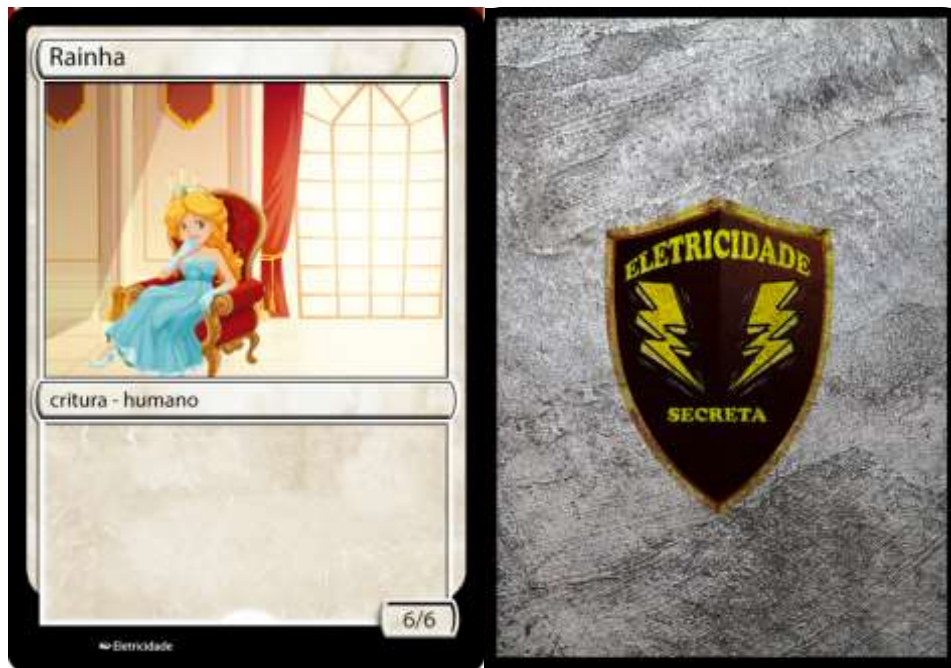 Rainha
critura - humano
6/6
Eletricidade
ELETRICIDADE
SECRETA